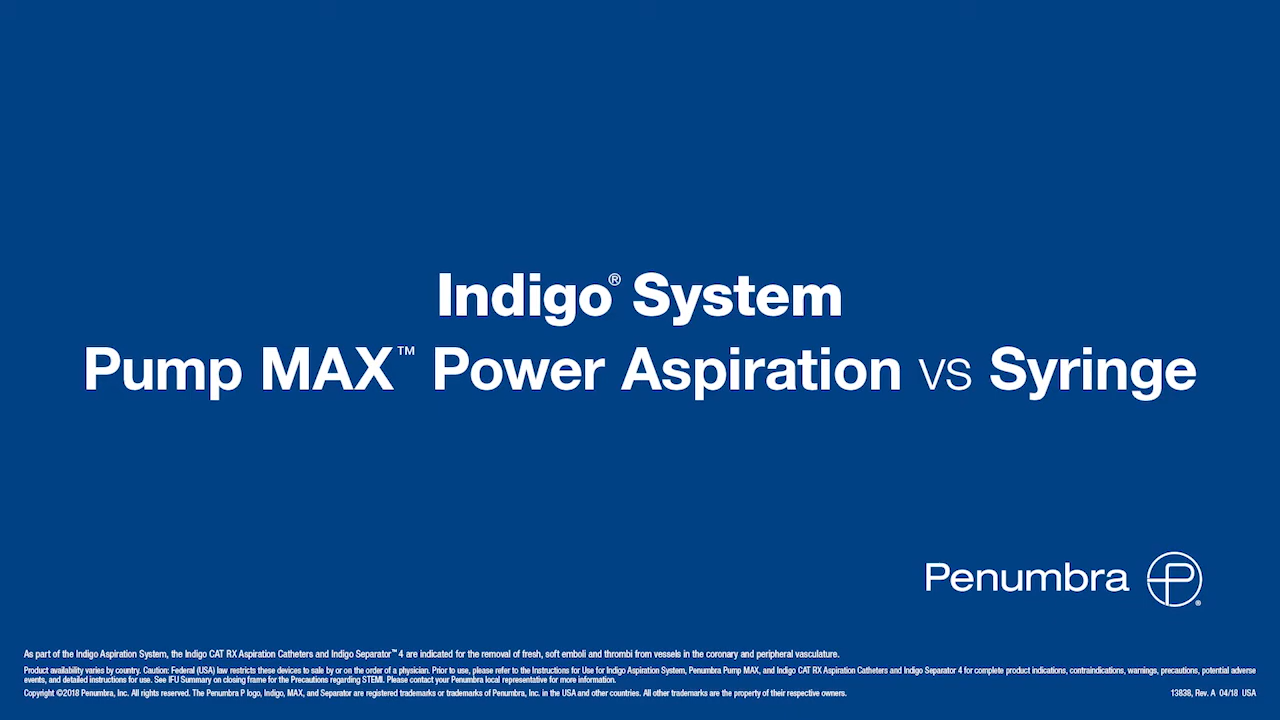 Indigo® System
Pump MAX™ Power Aspiration vs Syringe
Penumbra P®
As part of the Indigo Aspiration System, the Indigo CAT RX Aspiration Catheters and Indigo Separator™ 4 are indicated for the removal of fresh, soft emboli and thrombi from vessels in the coronary and peripheral vasculature.
Product availability varies by country. Caution: Federal (USA) law restricts these devices to sale by or on the order of a physician. Prior to use, please refer to the Instructions for Use for Indigo Aspiration System, Penumbra Pump MAX, and Indigo CAT RX Aspiration Catheters and Indigo Separator 4 for complete product indications, contraindications, warnings, precautions, potential adverse
events, and detailed instructions for use. See IFU Summary on closing frame for the Precautions regarding STEMI. Please contact your Penumbra local representative for more information.
Copyright ©2018 Penumbra, Inc. All rights reserved. The Penumbra P logo, Indigo, MAX, and Separator are registered trademarks or trademarks of Penumbra, Inc. in the USA and other countries. All other trademarks are the property of their respective owners.
13838, Rev. A 04/18 USA